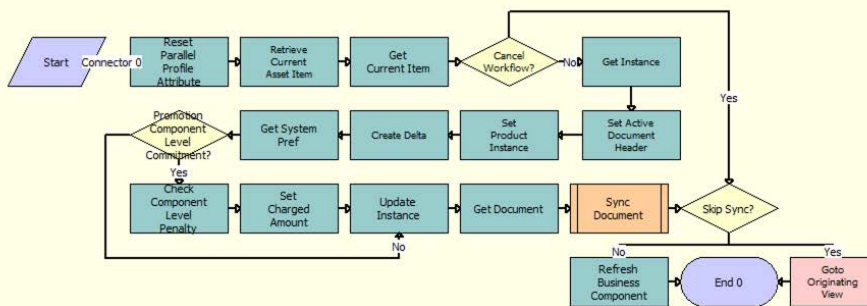 Start
Connector 0
Reset
Parallel
Profile
Attribute
Retrieve
Current
Asset Item
Get
Current Item
Cancel
Workflow?
No
Get Instance
Yes
Promotion
Component
Level
Commitment?
Get System
Pref
Create Delta
Set
Product
Instance
Set Active
Document
Header
Yes
Check
Component
Level
Penalty
Set
Charged
Amount
Update
Instance
Get Document
Sync
Document
Skip Sync?
No
No
Yes
Refresh
Business
Component
End 0
Goto
Originating
View